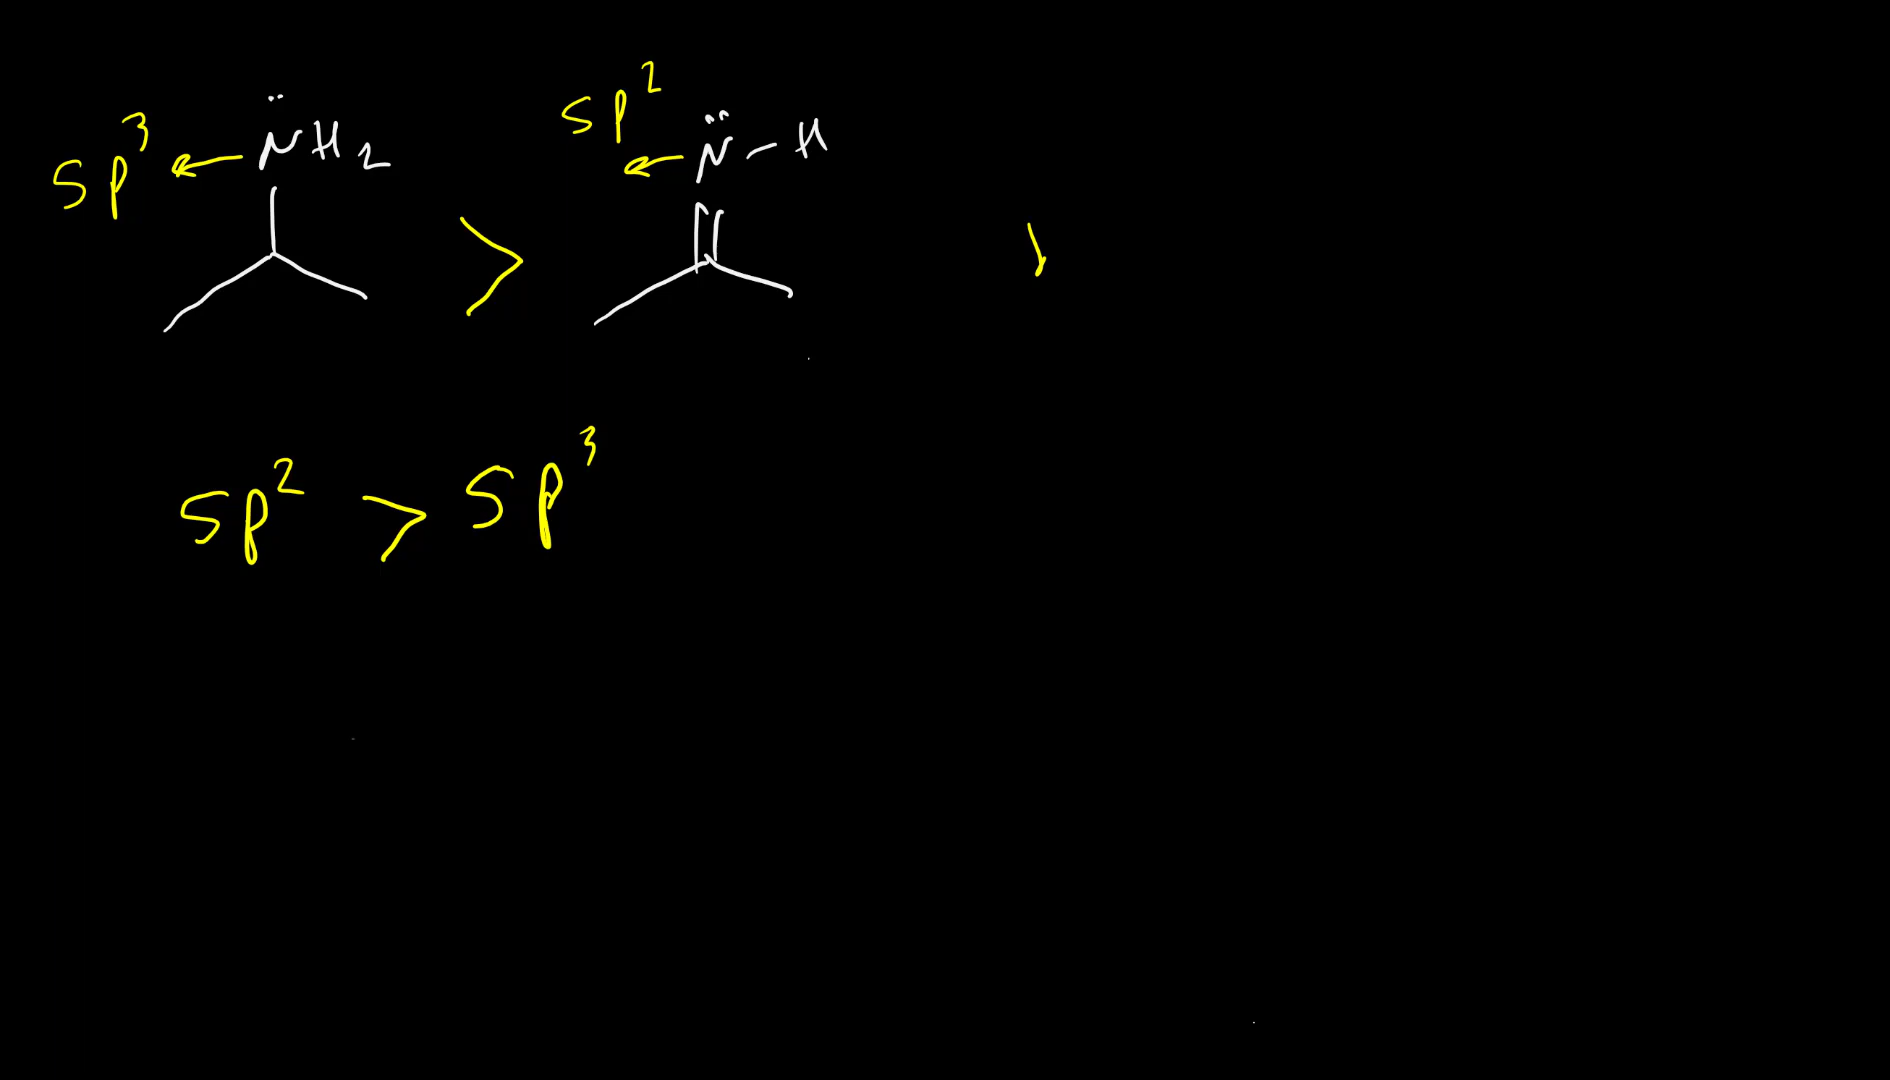 sp³ ← N̈H₂ > sp² ← N̈–H
sp² > sp³